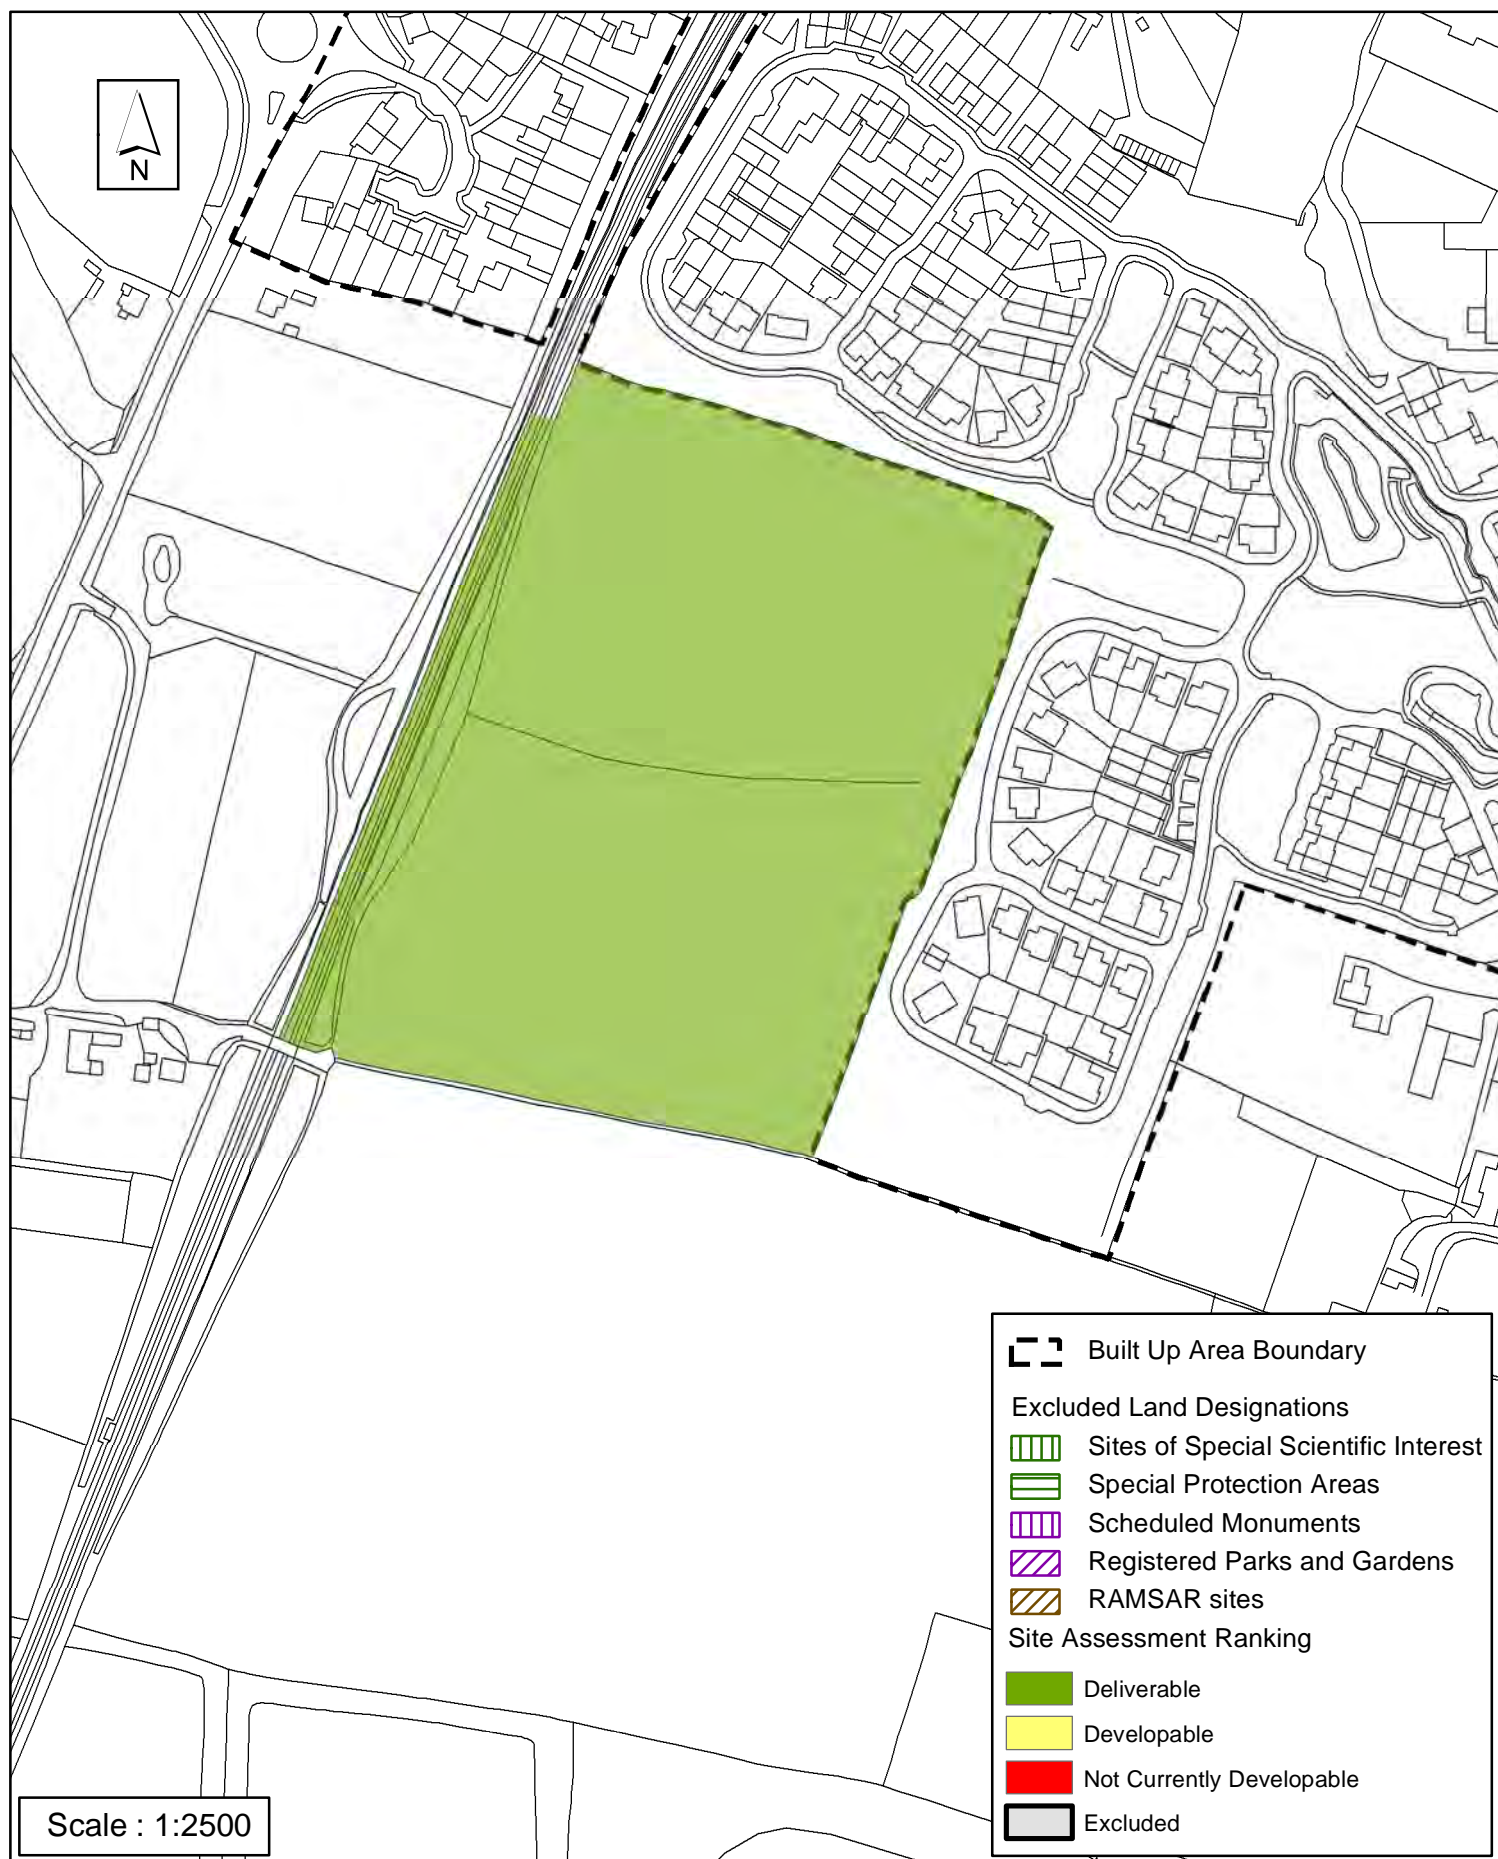 N
Built Up Area Boundary
Excluded Land Designations
Sites of Special Scientific Interest
Special Protection Areas
Scheduled Monuments
Registered Parks and Gardens
RAMSAR sites
Site Assessment Ranking
Deliverable
Developable
Not Currently Developable
Excluded
Scale : 1:2500